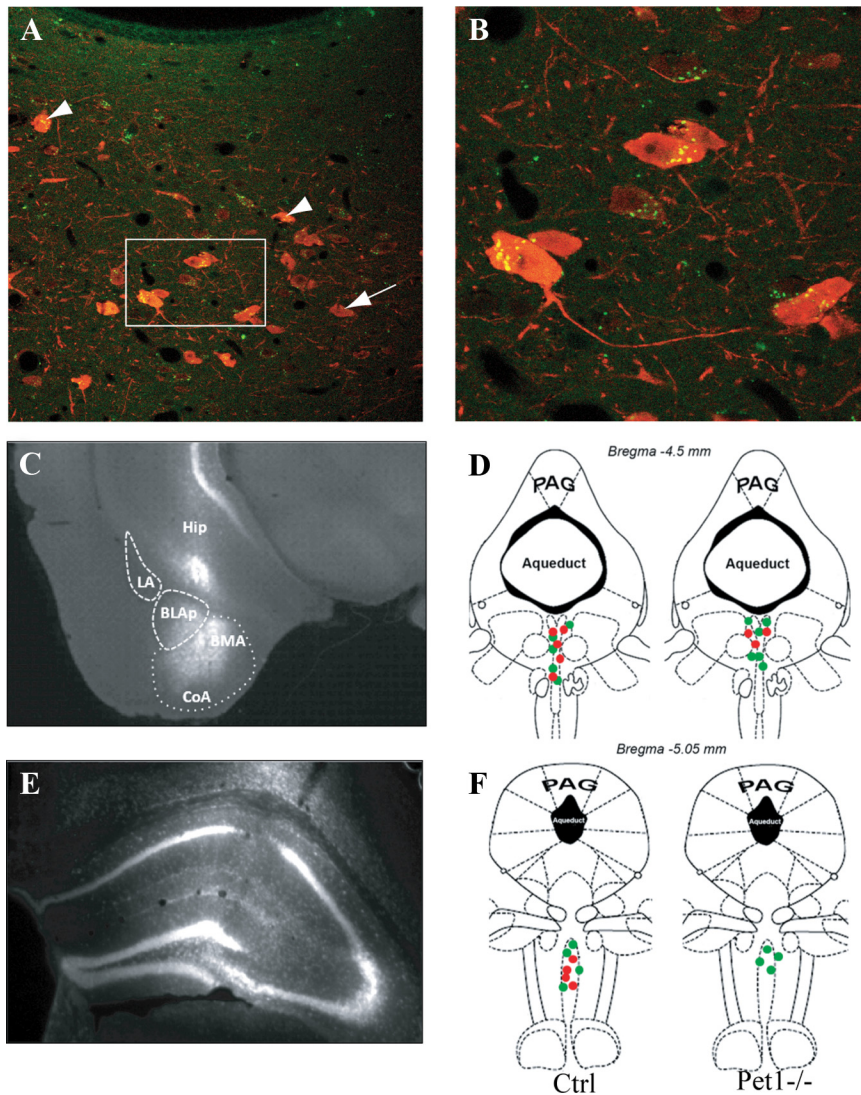 A
B
C
Hip
LA
BLAp
BMA
CoA
D
Bregma -4.5 mm
PAG
PAG
Aqueduct
Aqueduct
E
Bregma -5.05 mm
F
PAG
PAG
Aqueduct
Aqueduct
Ctrl
Pet1-/-